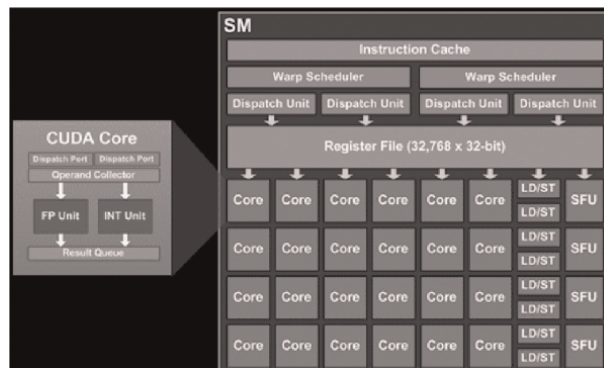 SM
Instruction Cache
Warp Scheduler Warp Scheduler
Dispatch Unit Dispatch Unit Dispatch Unit Dispatch Unit
Register File (32,768 x 32-bit)
CUDA Core
Dispatch Port Dispatch Port
Operand Collector
FP Unit INT Unit
Result Queue
Core Core Core Core Core Core LD/ST SFU
LD/ST
Core Core Core Core Core Core LD/ST SFU
LD/ST
Core Core Core Core Core Core LD/ST SFU
LD/ST
Core Core Core Core Core Core LD/ST SFU
LD/ST